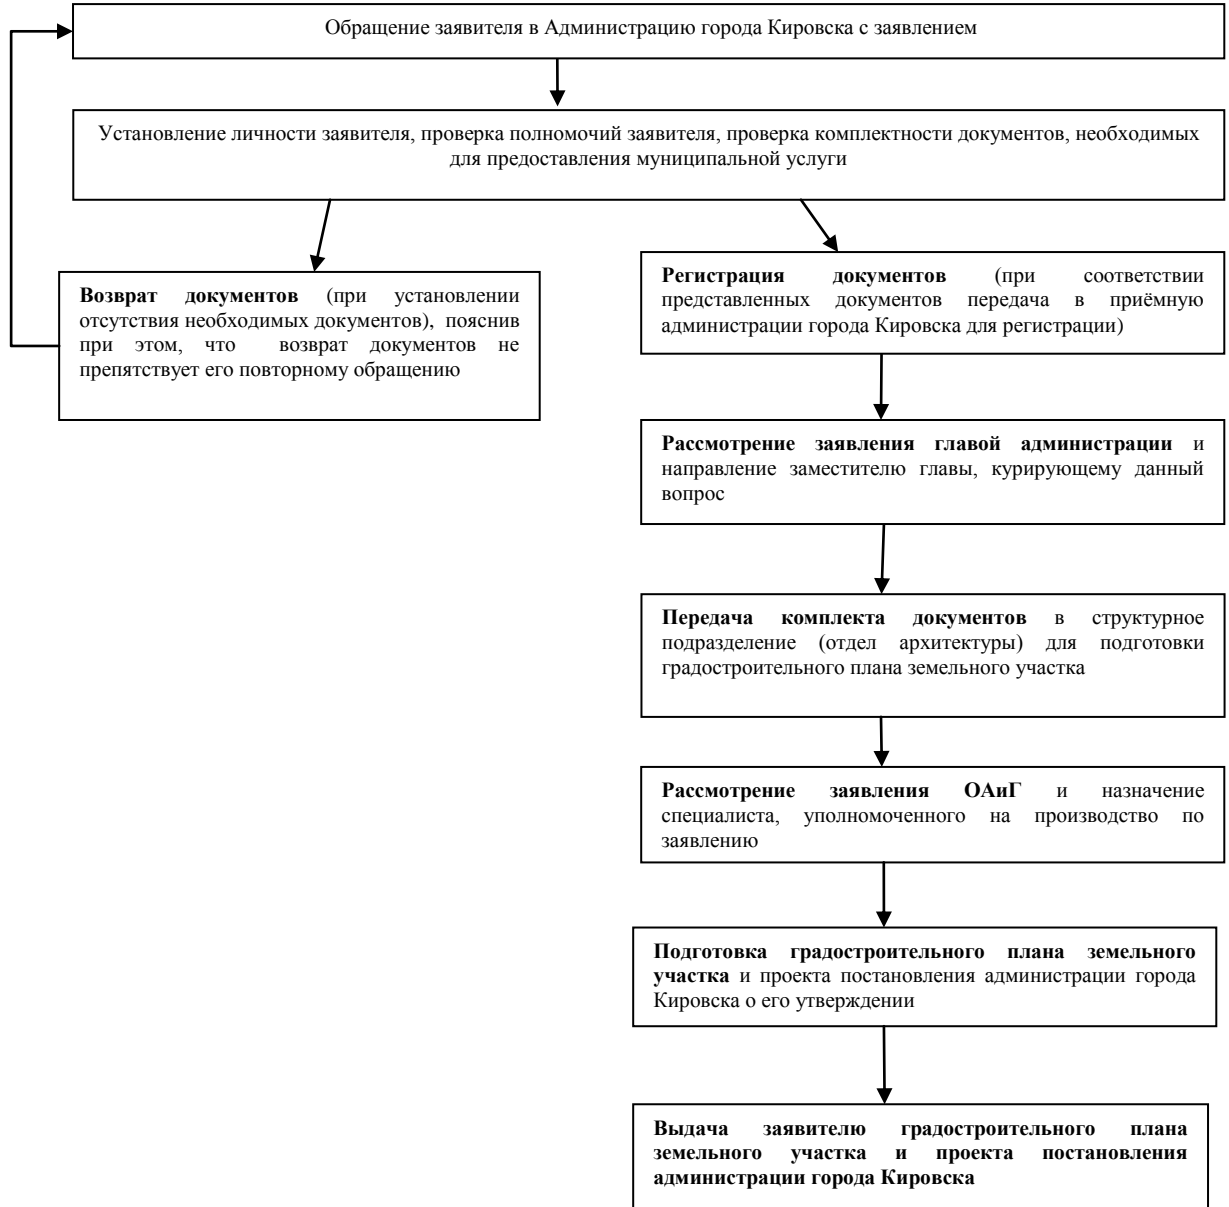 Обращение заявителя в Администрацию города Кировска с заявлением
Установление личности заявителя, проверка полномочий заявителя, проверка комплектности документов, необходимых
для предоставления муниципальной услуги
Возврат документов (при установлении
отсутствия необходимых документов), пояснив
при этом, что возврат документов не
препятствует его повторному обращению
Регистрация документов (при соответствии
представленных документов передача в приёмную
администрации города Кировска для регистрации)
Рассмотрение заявления главой администрации и
направление заместителю главы, курирующему данный
вопрос
Передача комплекта документов в структурное
подразделение (отдел архитектуры) для подготовки
градостроительного плана земельного участка
Рассмотрение заявления ОАиГ и назначение
специалиста, уполномоченного на производство по
заявлению
Подготовка градостроительного плана земельного
участка и проекта постановления администрации города
Кировска о его утверждении
Выдача заявителю градостроительного плана
земельного участка и проекта постановления
администрации города Кировска